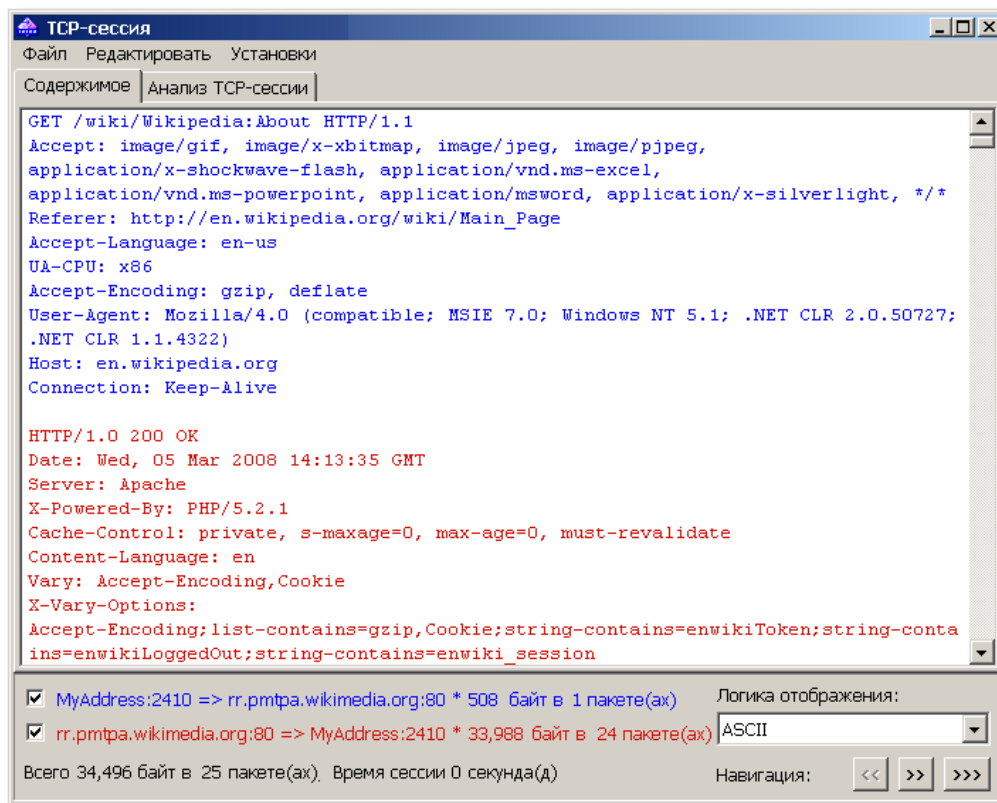 TCP-сессия
Файл Редактировать Установки
Содержимое Анализ TCP-сессии
GET /wiki/Wikipedia:About HTTP/1.1
Accept: image/gif, image/x-xbitmap, image/jpeg, image/pjpeg,
application/x-shockwave-flash, application/vnd.ms-excel,
application/vnd.ms-powerpoint, application/msword, application/x-silverlight, */*
Referer: http://en.wikipedia.org/wiki/Main_Page
Accept-Language: en-us
UA-CPU: x86
Accept-Encoding: gzip, deflate
User-Agent: Mozilla/4.0 (compatible; MSIE 7.0; Windows NT 5.1; .NET CLR 2.0.50727;
.NET CLR 1.1.4322)
Host: en.wikipedia.org
Connection: Keep-Alive
HTTP/1.0 200 OK
Date: Wed, 05 Mar 2008 14:13:35 GMT
Server: Apache
X-Powered-By: PHP/5.2.1
Cache-Control: private, s-maxage=0, max-age=0, must-revalidate
Content-Language: en
Vary: Accept-Encoding,Cookie
X-Vary-Options:
Accept-Encoding;list-contains=gzip,Cookie;string-contains=enwikiToken;string-conta
ins=enwikiLoggedOut;string-contains=enwiki_session
MyAddress:2410 => rr.pmtpa.wikimedia.org:80 * 508 байт в 1 пакете(ах)
Логика отображения:
rr.pmtpa.wikimedia.org:80 => MyAddress:2410 * 33,988 байт в 24 пакете(ах)
ASCII
Всего 34,496 байт в 25 пакете(ах). Время сессии 0 секунда(д)
Навигация: << >> >>>